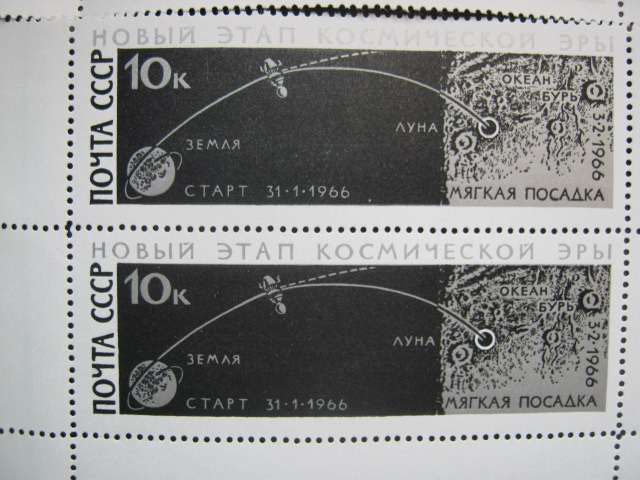 НОВЫЙ ЭТАП КОСМИЧЕСКОЙ ЭРЫ
ПОЧТА СССР
10к
ОКЕАН
БУРЬ
ЛУНА
3·2·1966
ЗЕМЛЯ
СТАРТ 31·1·1966
МЯГКАЯ ПОСАДКА
НОВЫЙ ЭТАП КОСМИЧЕСКОЙ ЭРЫ
ПОЧТА СССР
10к
ОКЕАН
БУРЬ
ЛУНА
3·2·1966
ЗЕМЛЯ
СТАРТ 31·1·1966
МЯГКАЯ ПОСАДКА